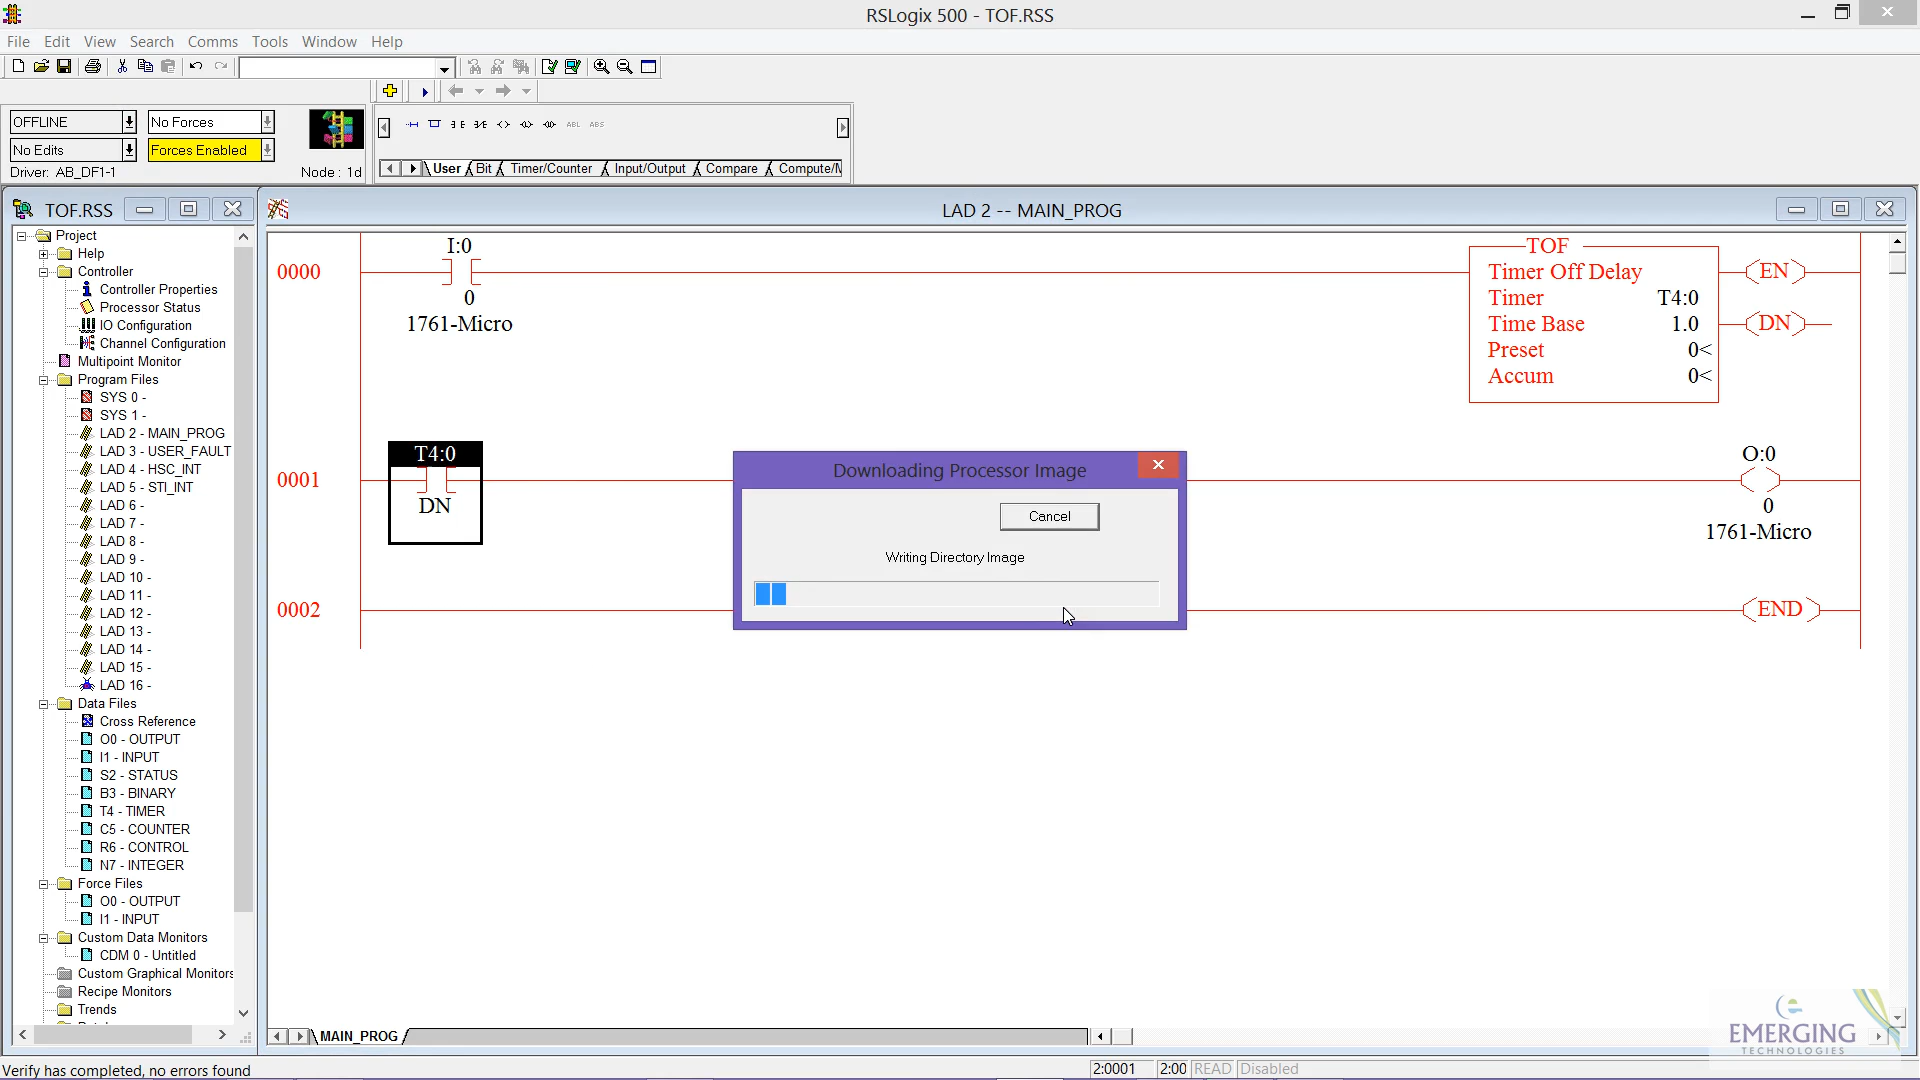 RSLogix 500 - TOF.RSS
File Edit View Search Comms Tools Window Help
OFFLINE No Forces
No Edits Forces Enabled
Driver: AB_DF1-1 Node : 1d
ABL ABS
User Bit Timer/Counter Input/Output Compare Compute/M
TOF.RSS
Project
Help
Controller
Controller Properties
Processor Status
IO Configuration
Channel Configuration
Multipoint Monitor
Program Files
SYS 0 -
SYS 1 -
LAD 2 - MAIN_PROG
LAD 3 - USER_FAULT
LAD 4 - HSC_INT
LAD 5 - STI_INT
LAD 6 -
LAD 7 -
LAD 8 -
LAD 9 -
LAD 10 -
LAD 11 -
LAD 12 -
LAD 13 -
LAD 14 -
LAD 15 -
LAD 16 -
Data Files
Cross Reference
O0 - OUTPUT
I1 - INPUT
S2 - STATUS
B3 - BINARY
T4 - TIMER
C5 - COUNTER
R6 - CONTROL
N7 - INTEGER
Force Files
O0 - OUTPUT
I1 - INPUT
Custom Data Monitors
CDM 0 - Untitled
Custom Graphical Monitors
Recipe Monitors
Trends
LAD 2 -- MAIN_PROG
I:0
0000
0
1761-Micro
TOF
Timer Off Delay
Timer T4:0
Time Base 1.0
Preset 0<
Accum 0<
EN
DN
T4:0
0001
DN
O:0
0
1761-Micro
0002
END
Downloading Processor Image
Cancel
Writing Directory Image
MAIN_PROG
e
EMERGING
TECHNOLOGIES
Verify has completed, no errors found
2:0001 2:00 READ Disabled